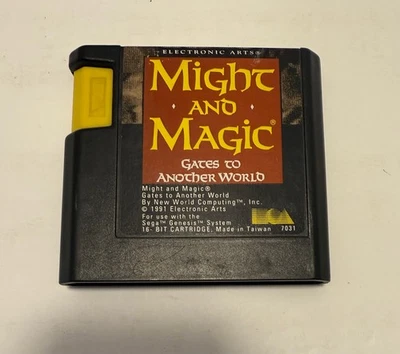 ELECTRONIC ARTS®
MIGHT
AND
MAGIC®
GATES TO
ANOTHER WORLD
Might and Magic®
Gates to Another World
By New World Computing™, Inc.
© 1991 Electronic Arts
For use with the
Sega™ Genesis™ System
16- BIT CARTRIDGE. Made in Taiwan 7031
EA